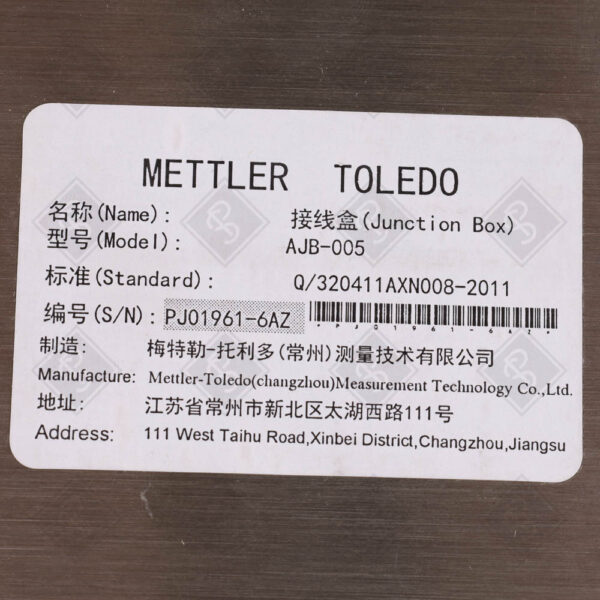 METTLER TOLEDO
名称(Name): 接线盒(Junction Box)
型号(Model): AJB-005
标准(Standard): Q/320411AXN008-2011
编号(S/N): PJ01961-6AZ
*PJ01961-6AZ*
制造: 梅特勒-托利多(常州)测量技术有限公司
Manufacture: Mettler-Toledo(changzhou)Measurement Technology Co.,Ltd.
地址: 江苏省常州市新北区太湖西路111号
Address: 111 West Taihu Road,Xinbei District,Changzhou,Jiangsu